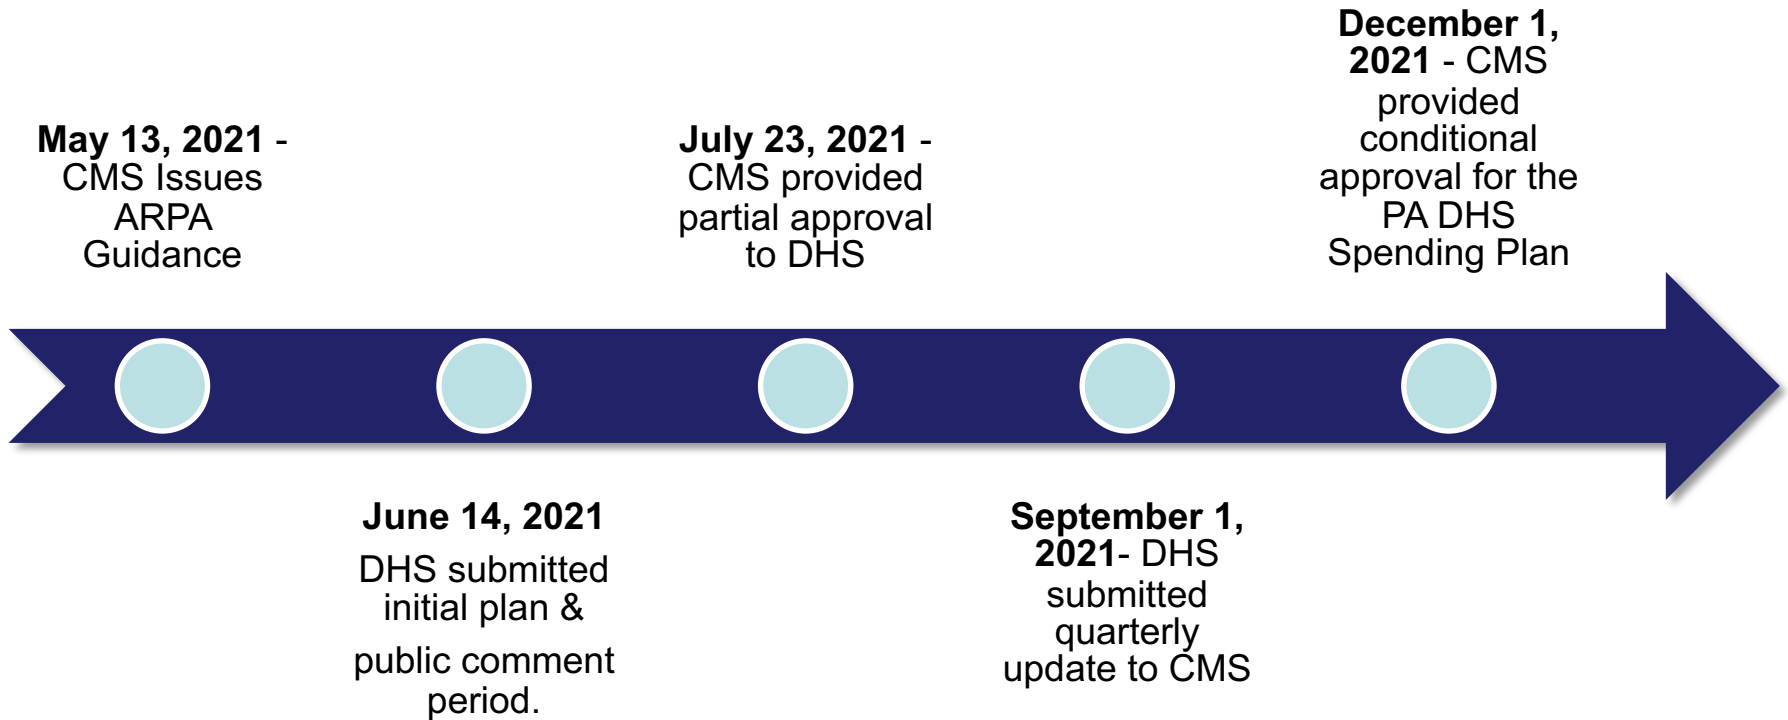 May 13, 2021 -
CMS Issues
ARPA
Guidance
June 14, 2021
DHS submitted
initial plan &
public comment
period.
July 23, 2021 -
CMS provided
partial approval
to DHS
September 1,
2021- DHS
submitted
quarterly
update to CMS
December 1,
2021 - CMS
provided
conditional
approval for the
PA DHS
Spending Plan